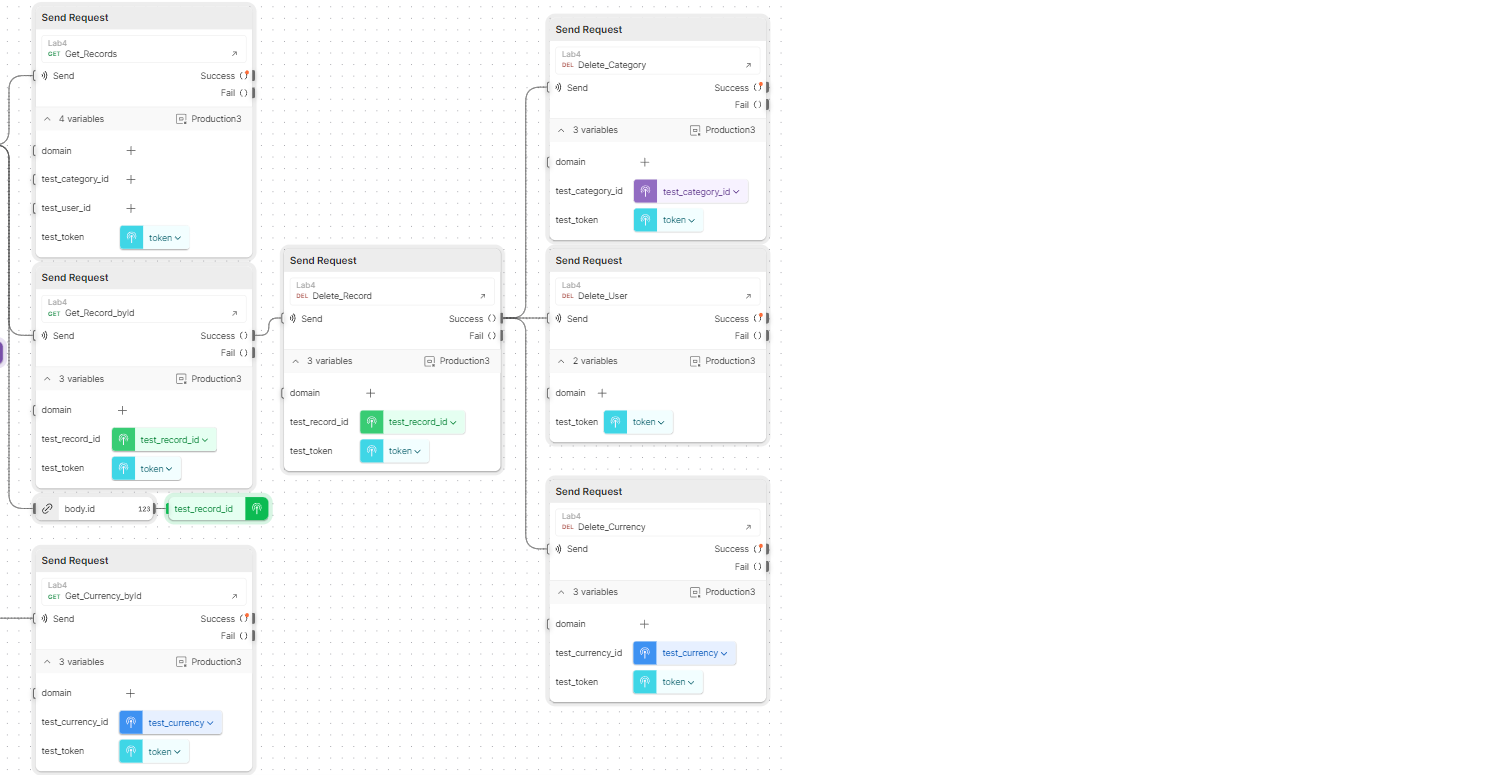 Send Request
Lab4
GET Get_Records
Send Success ()
Fail ()
4 variables Production3
domain
test_category_id
test_user_id
test_token token
Send Request
Lab4
GET Get_Record_byId
Send Success ()
Fail ()
3 variables Production3
domain
test_record_id test_record_id
test_token token
body.id 123 test_record_id
Send Request
Lab4
GET Get_Currency_byId
Send Success ()
Fail ()
3 variables Production3
domain
test_currency_id test_currency
test_token token
Send Request
Lab4
DEL Delete_Record
Send Success ()
Fail ()
3 variables Production3
domain
test_record_id test_record_id
test_token token
Send Request
Lab4
DEL Delete_Category
Send Success ()
Fail ()
3 variables Production3
domain
test_category_id test_category_id
test_token token
Send Request
Lab4
DEL Delete_User
Send Success ()
Fail ()
2 variables Production3
domain
test_token token
Send Request
Lab4
DEL Delete_Currency
Send Success ()
Fail ()
3 variables Production3
domain
test_currency_id test_currency
test_token token